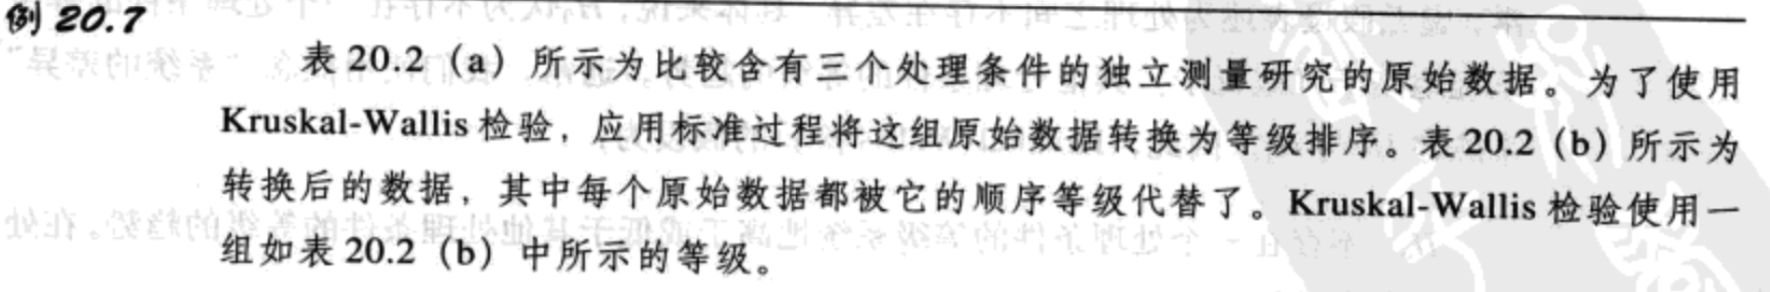 例 20.7
表 20.2（a）所示为比较含有三个处理条件的独立测量研究的原始数据。为了使用
Kruskal-Wallis 检验，应用标准过程将这组原始数据转换为等级排序。表 20.2（b）所示为
转换后的数据，其中每个原始数据都被它的顺序等级代替了。Kruskal-Wallis 检验使用一
组如表 20.2（b）中所示的等级。